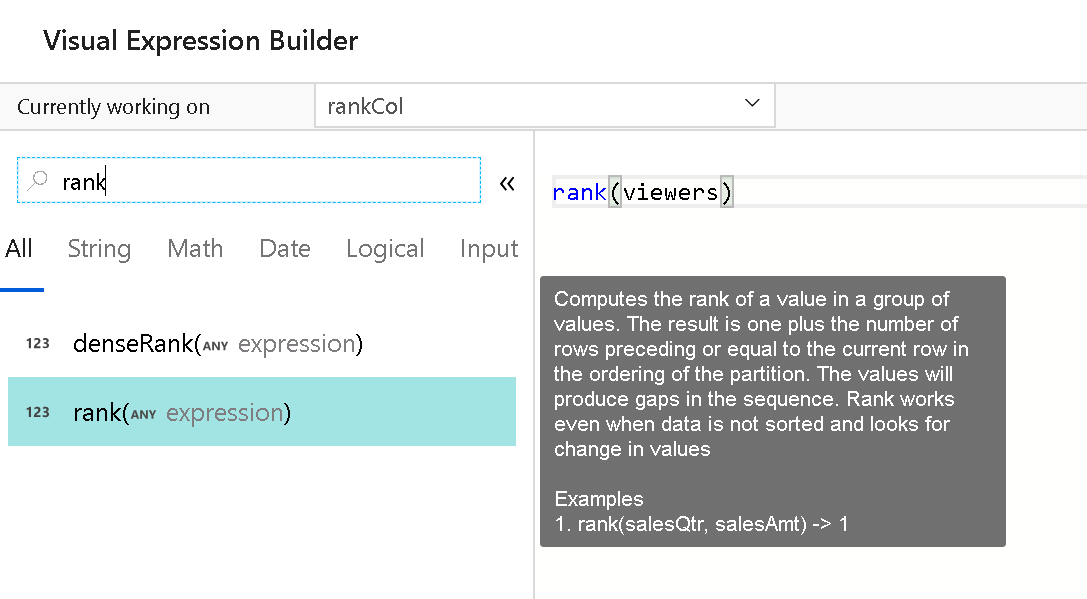 Visual Expression Builder
Currently working on
rankCol
rank
«
rank(viewers)
All String Math Date Logical Input
123 denseRank(ANY expression)
123 rank(ANY expression)
Computes the rank of a value in a group of
values. The result is one plus the number of
rows preceding or equal to the current row in
the ordering of the partition. The values will
produce gaps in the sequence. Rank works
even when data is not sorted and looks for
change in values
Examples
1. rank(salesQtr, salesAmt) -> 1